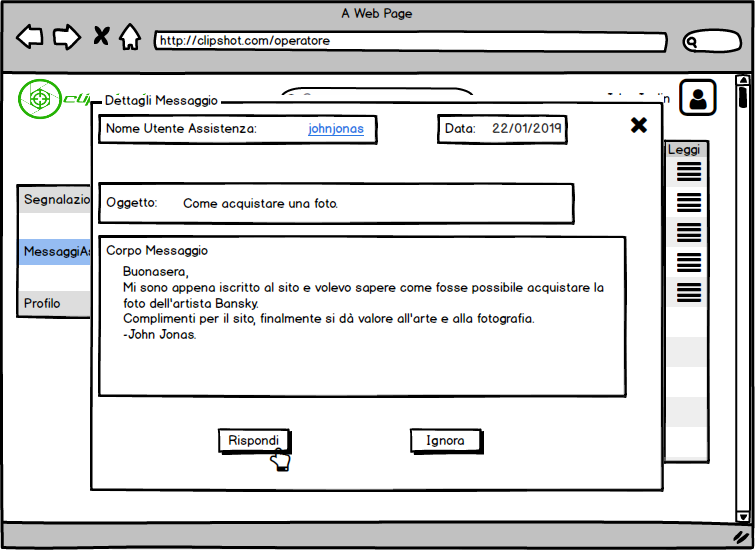 A Web Page
http://clipshot.com/operatore
Dettagli Messaggio
Nome Utente Assistenza: johnjonas
Data: 22/01/2019
Leggi
Segnalazio
Oggetto: Come acquistare una foto.
MessaggiAs
Corpo Messaggio
Buonasera,
Mi sono appena iscritto al sito e volevo sapere come fosse possibile acquistare la
foto dell'artista Bansky.
Complimenti per il sito, finalmente si dà valore all'arte e alla fotografia.
-John Jonas.
Profilo
Rispondi
Ignora